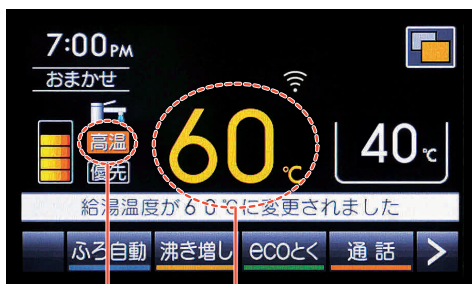 7:00PM
おまかせ
高温
優先
60℃
40℃
給湯温度が60℃に変更されました
ふろ自動 沸き増し ecoとく 通話 >